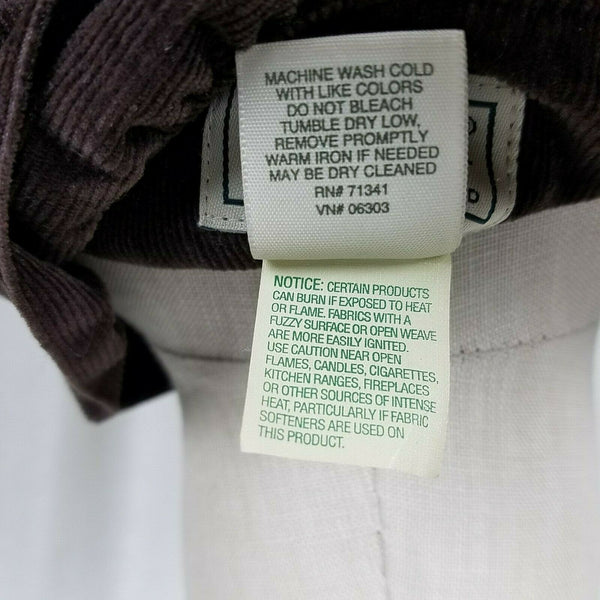 MACHINE WASH COLD
WITH LIKE COLORS
DO NOT BLEACH
TUMBLE DRY LOW,
REMOVE PROMPTLY
WARM IRON IF NEEDED
MAY BE DRY CLEANED
RN# 71341
VN# 06303
NOTICE: CERTAIN PRODUCTS
CAN BURN IF EXPOSED TO HEAT
OR FLAME. FABRICS WITH A
FUZZY SURFACE OR OPEN WEAVE
ARE MORE EASILY IGNITED.
USE CAUTION NEAR OPEN
FLAMES, CANDLES, CIGARETTES,
KITCHEN RANGES, FIREPLACES
OR OTHER SOURCES OF INTENSE
HEAT, PARTICULARLY IF FABRIC
SOFTENERS ARE USED ON
THIS PRODUCT.